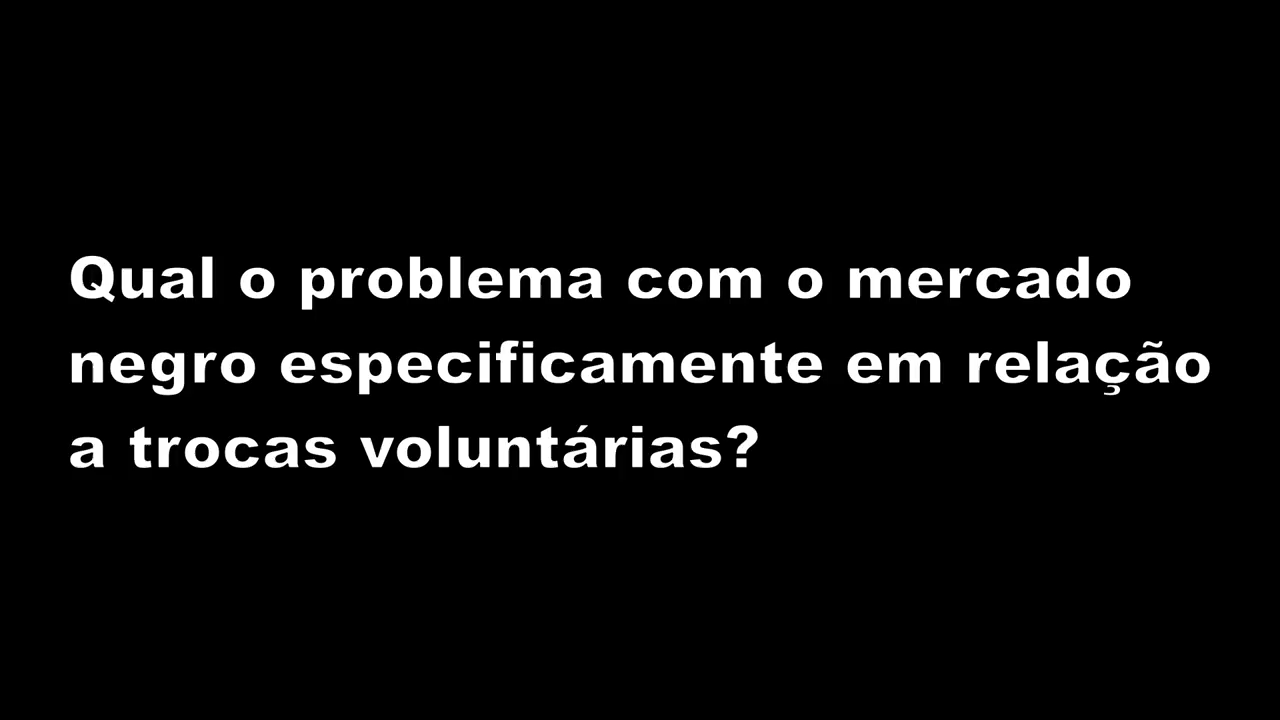 Qual o problema com o mercado
negro especificamente em relação
a trocas voluntárias?